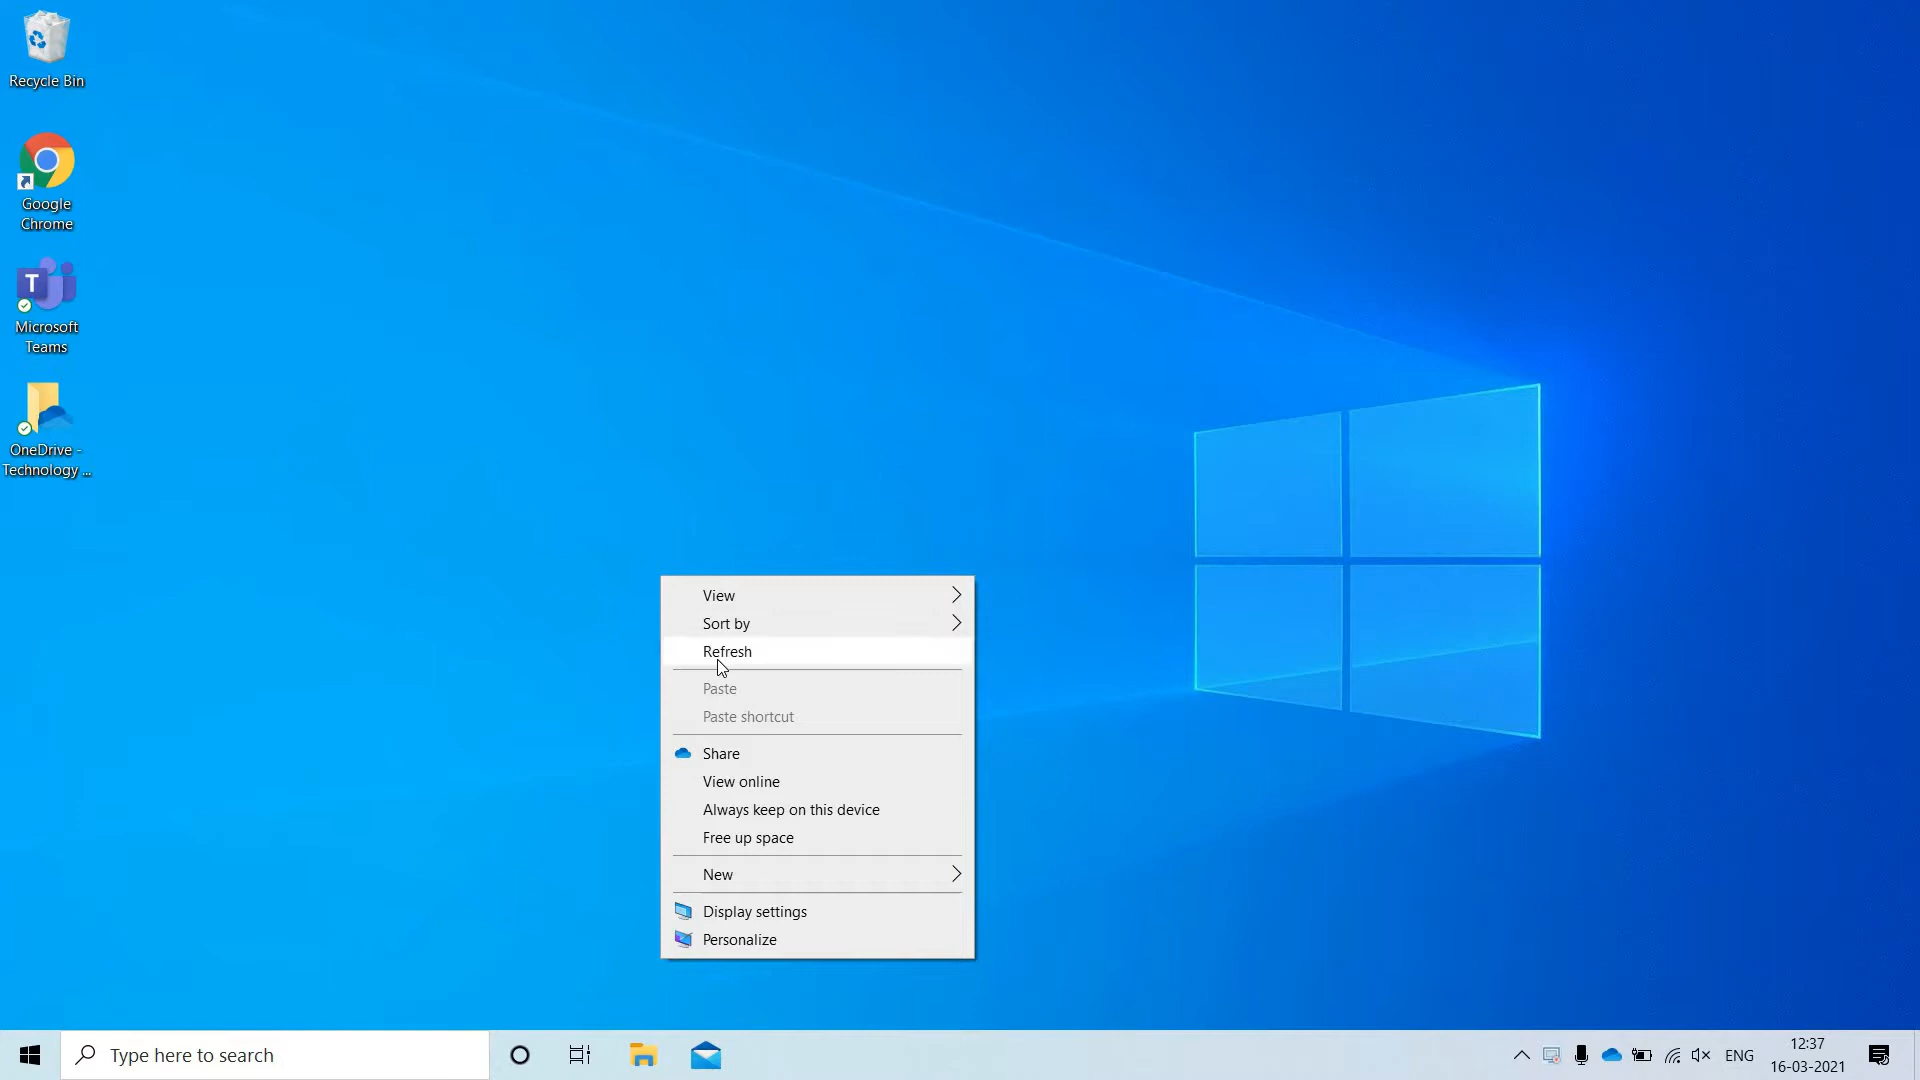 Recycle Bin
Google
Chrome
T
Microsoft
Teams
OneDrive -
Technology ...
View
Sort by
Refresh
Paste
Paste shortcut
Share
View online
Always keep on this device
Free up space
New
Display settings
Personalize
Type here to search
ENG
12:37
16-03-2021